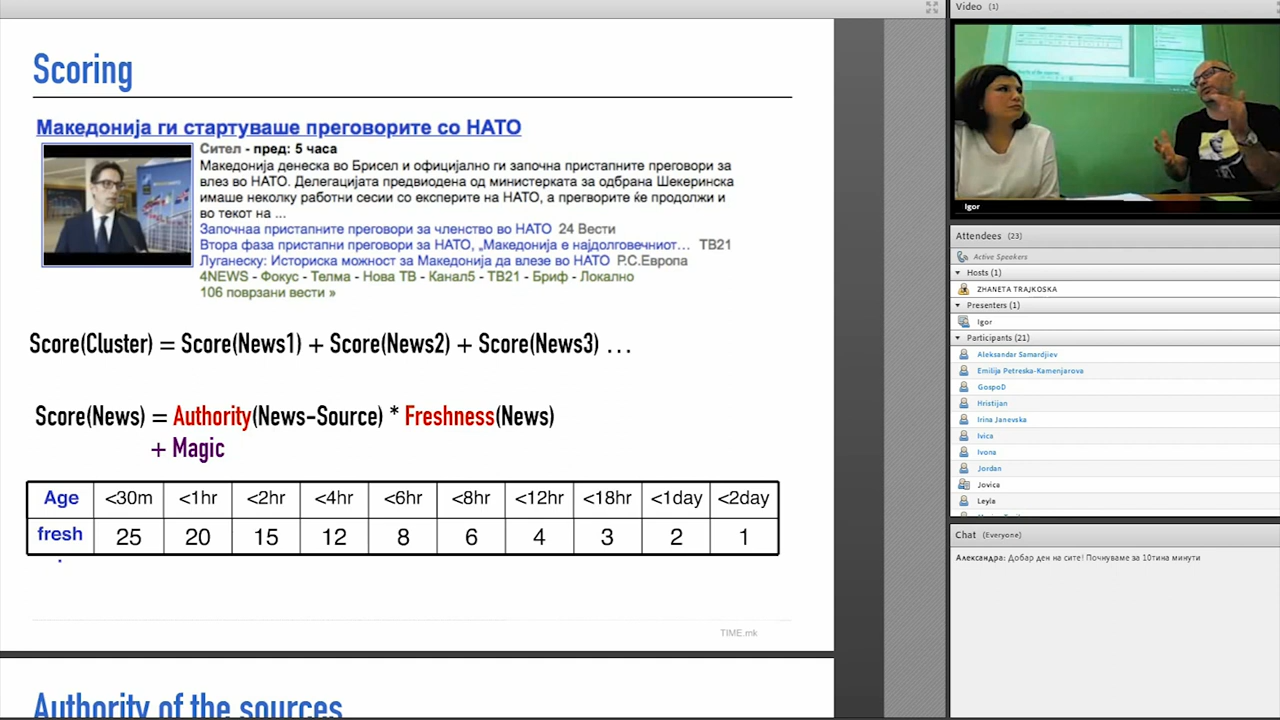 Scoring
Македонија ги стартуваше преговорите со НАТО
Сител - пред: 5 часа
Македонија денеска во Брисел и официјално ги започна пристапните преговори за
влез во НАТО. Делегацијата предводена од министерката за одбрана Шекеринска
имаше неколку работни сесии со експерите на НАТО, а прегворите ќе продолжи и
во текот на ...
Започнаа пристапните преговори за членство во НАТО 24 Вести
Втора фаза пристапни преговори за НАТО, „Македонија е најдолговечниот... ТВ21
Луганеску: Историска можност за Македонија да влезе во НАТО Р.С.Европа
4NEWS - Фокус - Телма - Нова ТВ - Канал5 - ТВ21 - Бриф - Локално
106 поврзани вести »
Score(Cluster) = Score(News1) + Score(News2) + Score(News3) ...
Score(News) = Authority(News-Source) * Freshness(News)
+ Magic
Age <30m <1hr <2hr <4hr <6hr <8hr <12hr <18hr <1day <2day
fresh 25 20 15 12 8 6 4 3 2 1
TIME.mk
Authority of the sources
Video (1)
Igor
Attendees (23)
Active Speakers
Hosts (1)
ZHANETA TRAJKOSKA
Presenters (1)
Igor
Participants (21)
Aleksandar Samardjiev
Emilija Petreska-Kamenjarova
GospoD
Hristijan
Irina Janevska
Ivica
Ivona
Jordan
Jovica
Leyla
Chat (Everyone)
Александра: Добар ден на сите! Почнуваме за 10тина минути